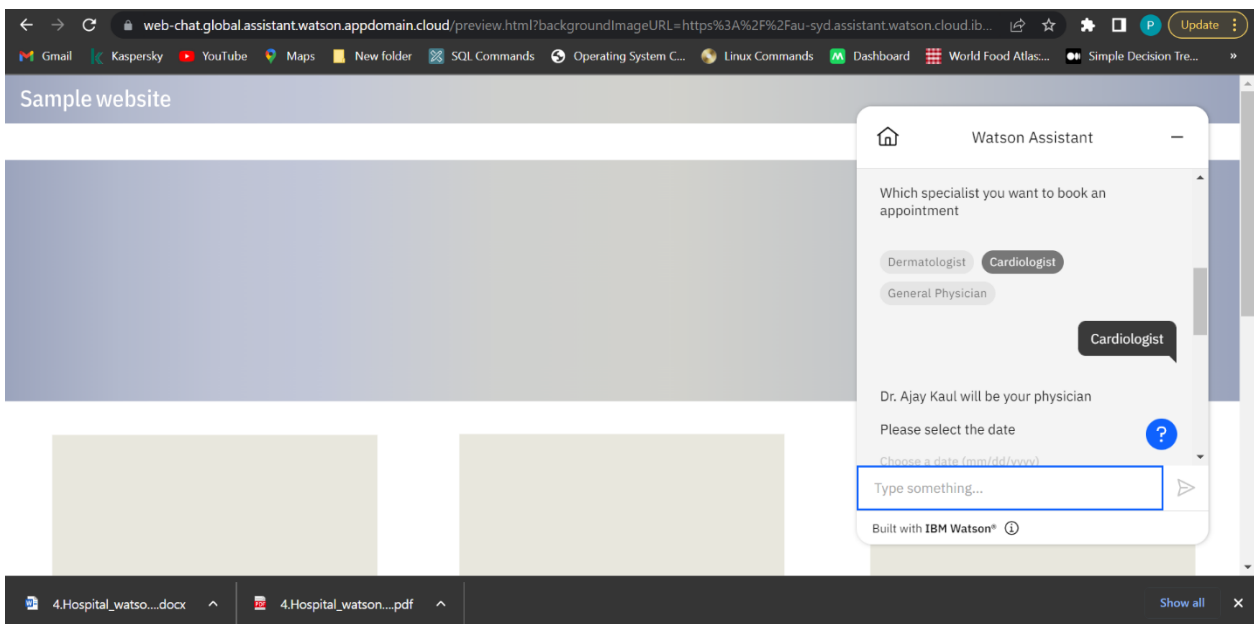 web-chat.global.assistant.watson.appdomain.cloud/preview.html?backgroundImageURL=https%3A%2F%2Fau-syd.assistant.watson.cloud.ib... P Update
Gmail Kaspersky YouTube Maps New folder SQL Commands Operating System C... Linux Commands Dashboard World Food Atlas:... Simple Decision Tre... »
Sample website
Watson Assistant
Which specialist you want to book an
appointment
Dermatologist Cardiologist
General Physician
Cardiologist
Dr. Ajay Kaul will be your physician
Please select the date
?
Choose a date (mm/dd/yyyy)
Type something...
Built with IBM Watson®
4.Hospital_watso....docx 4.Hospital_watson....pdf Show all